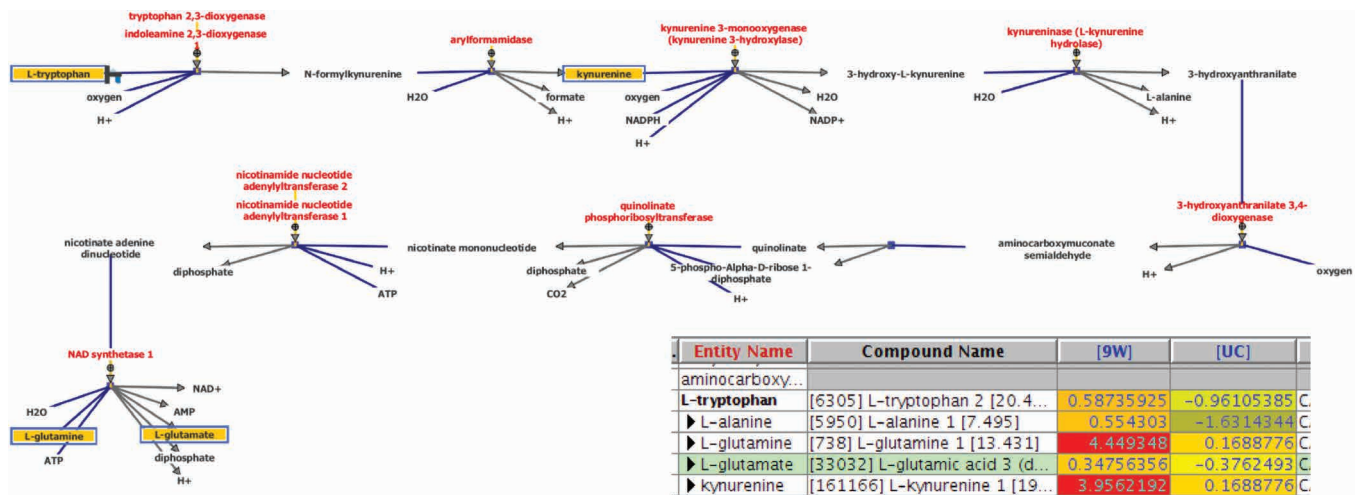 tryptophan 2,3-dioxygenase
indoleamine 2,3-dioxygenase
1
L-tryptophan
oxygen
H+
N-formylkynurenine
arylformamidase
H2O
kynurenine
formate
H+
kynurenine 3-monooxygenase
(kynurenine 3-hydroxylase)
oxygen
NADPH
H+
3-hydroxy-L-kynurenine
H2O
NADP+
kynureninase (L-kynurenine
hydrolase)
H2O
3-hydroxyanthranilate
L-alanine
H+
3-hydroxyanthranilate 3,4-
dioxygenase
oxygen
aminocarboxymuconate
semialdehyde
H+
quinolinate
5-phospho-Alpha-D-ribose 1-
diphosphate
H+
quinolinate
phosphoribosyltransferase
nicotinate mononucleotide
diphosphate
CO2
nicotinamide nucleotide
adenylyltransferase 2
nicotinamide nucleotide
adenylyltransferase 1
H+
ATP
nicotinate adenine
dinucleotide
diphosphate
NAD synthetase 1
H2O
L-glutamine
ATP
NAD+
AMP
L-glutamate
diphosphate
H+
. Entity Name Compound Name [9W] [UC]
aminocarboxy...
L-tryptophan [6305] L-tryptophan 2 [20.4... 0.58735925 -0.96105385 C
L-alanine [5950] L-alanine 1 [7.495] 0.554303 -1.6314344 C
L-glutamine [738] L-glutamine 1 [13.431] 4.449348 0.1688776 C
L-glutamate [33032] L-glutamic acid 3 (d... 0.34756356 -0.3762493 C
kynurenine [161166] L-kynurenine 1 [19... 3.9562192 0.1688776 C